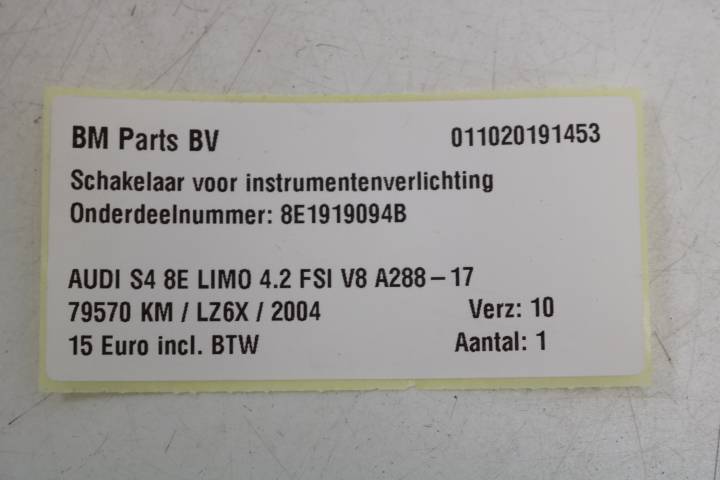 BM Parts BV 011020191453
Schakelaar voor instrumentenverlichting
Onderdeelnummer: 8E1919094B
AUDI S4 8E LIMO 4.2 FSI V8 A288-17
79570 KM / LZ6X / 2004 Verz: 10
15 Euro incl. BTW Aantal: 1